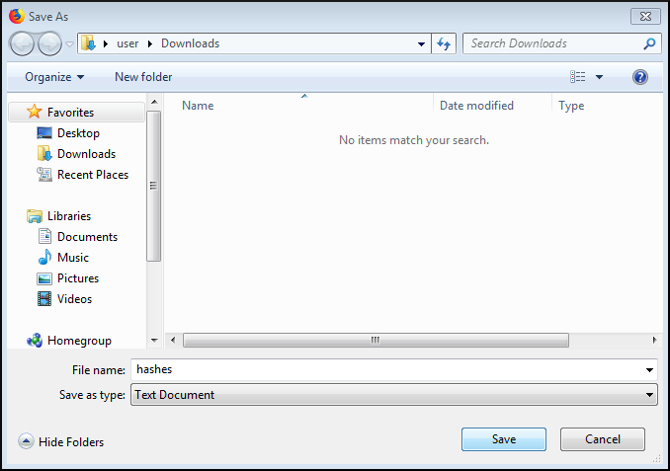 Save As
user Downloads
Search Downloads
Organize New folder
Favorites
Desktop
Downloads
Recent Places
Libraries
Documents
Music
Pictures
Videos
Homegroup
Name Date modified Type
No items match your search.
File name: hashes
Save as type: Text Document
Hide Folders Save Cancel